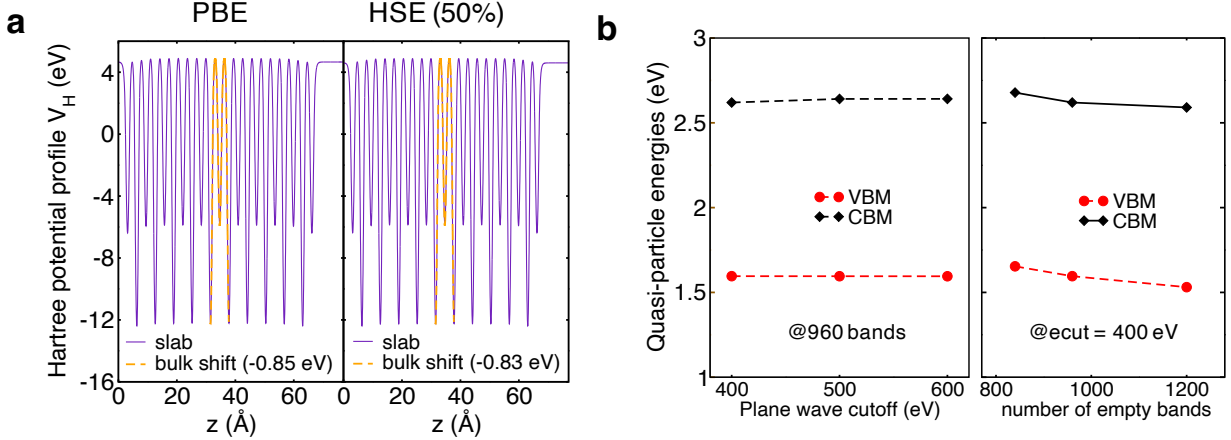 a
PBE
HSE (50%)
Hartree potential profile V_H (eV)
4
0
-4
-8
-12
-16
slab
bulk shift (-0.85 eV)
slab
bulk shift (-0.83 eV)
0 20 40 60 0 20 40 60
z (Å)
z (Å)
b
Quasi-particle energies (eV)
3
2.5
2
1.5
1
VBM
CBM
@960 bands
400 500 600
Plane wave cutoff (eV)
VBM
CBM
@ecut = 400 eV
800 1000 1200
number of empty bands